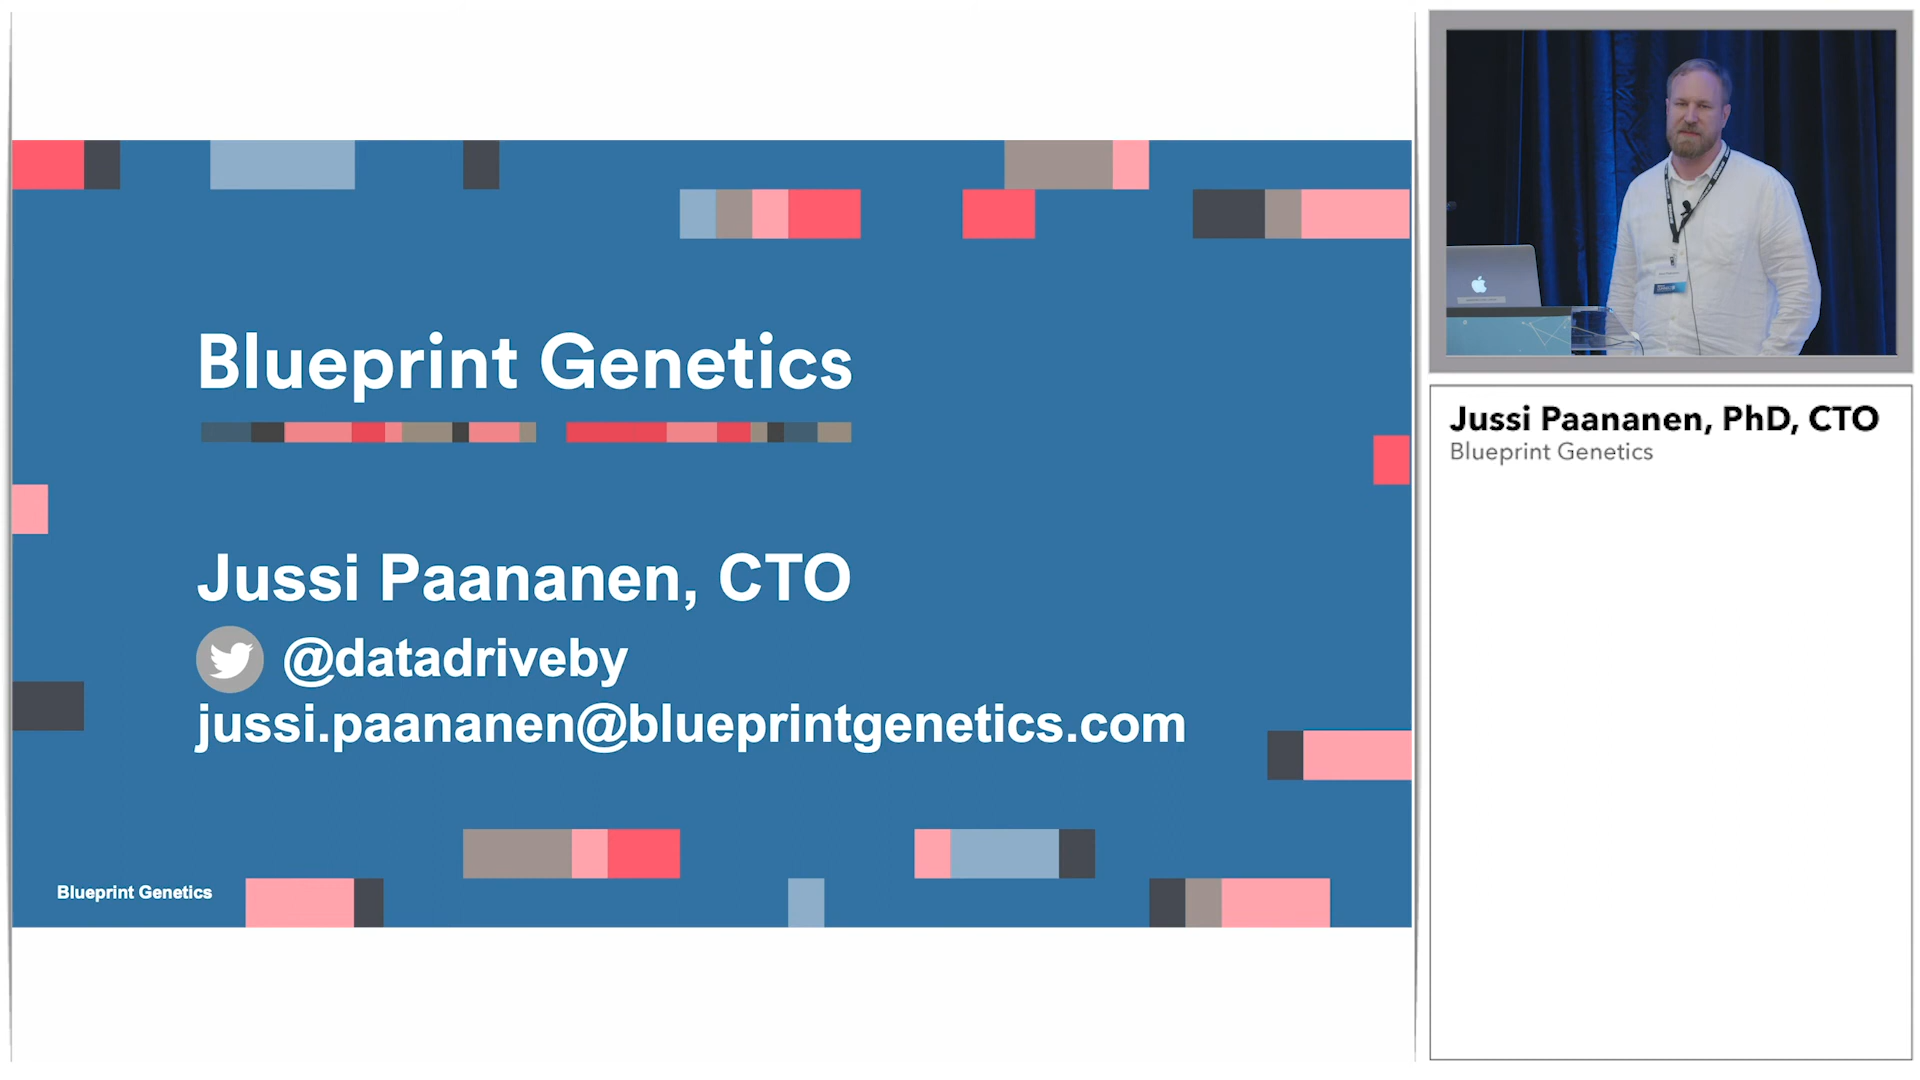 Blueprint Genetics
Jussi Paananen, CTO
@datadriveby
jussi.paananen@blueprintgenetics.com
Blueprint Genetics
Jussi Paananen, PhD, CTO
Blueprint Genetics